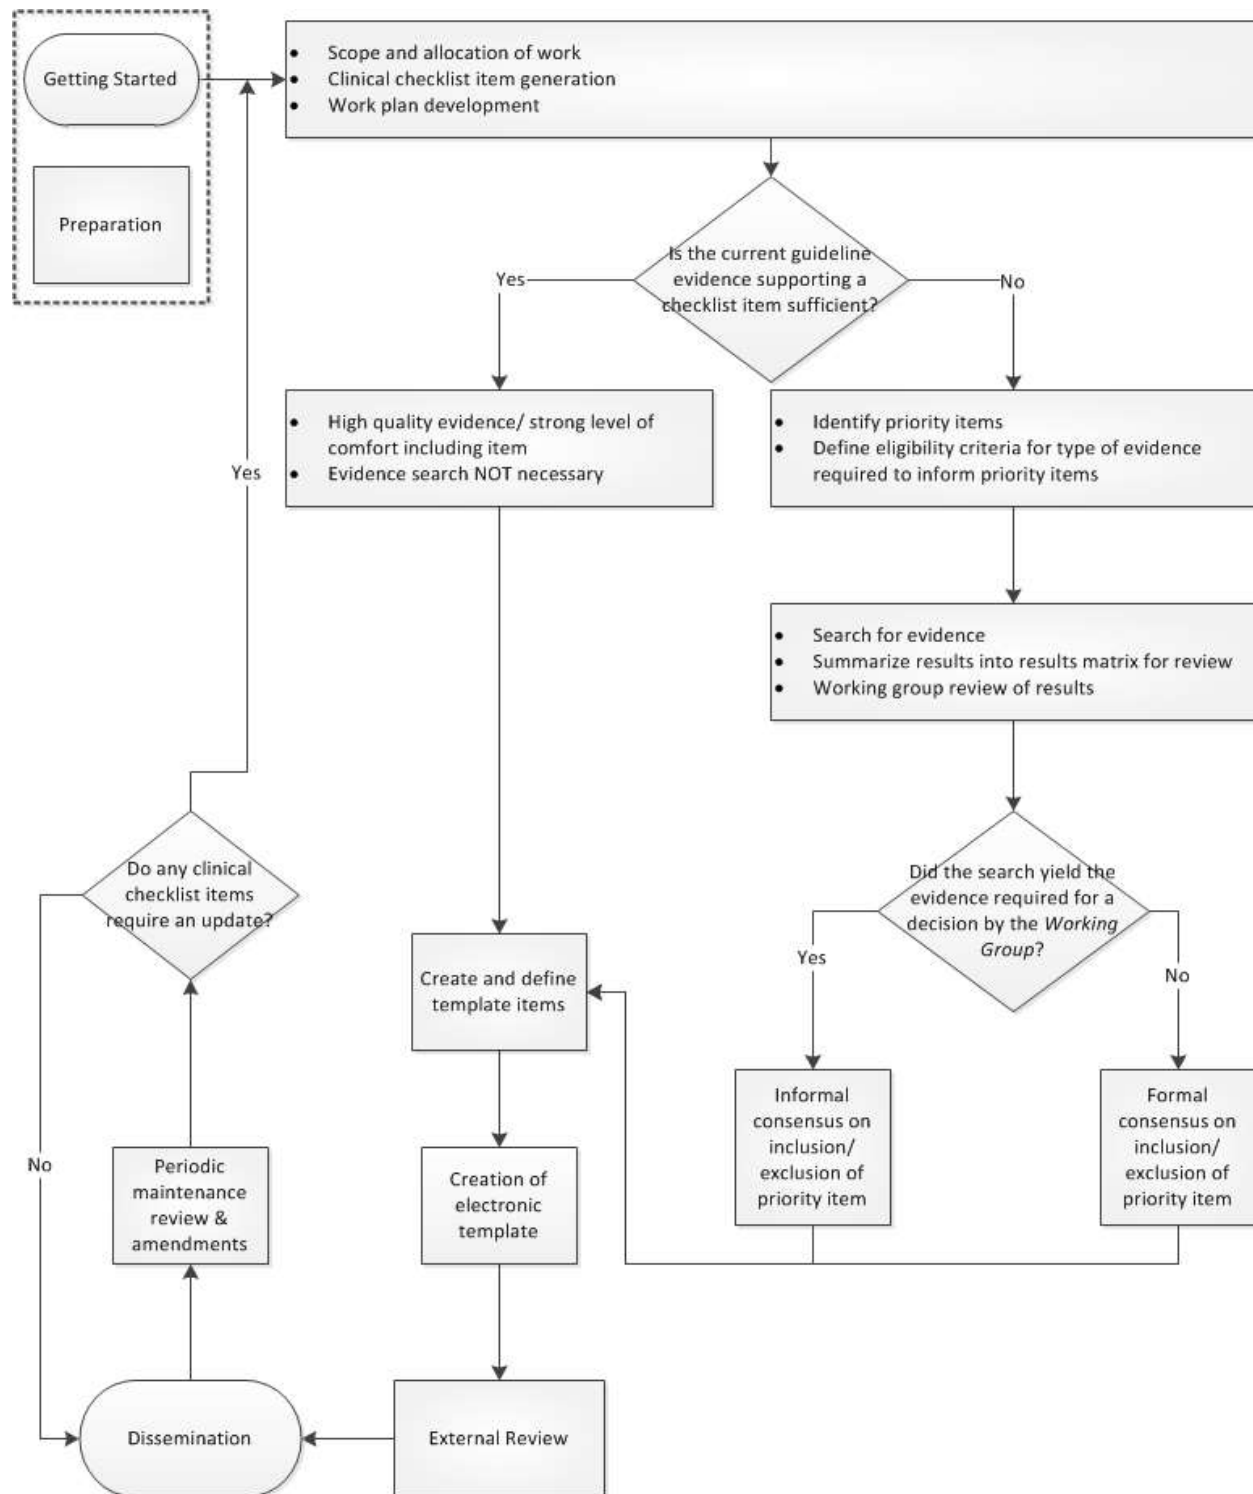 Getting Started
Preparation
• Scope and allocation of work
• Clinical checklist item generation
• Work plan development
Is the current guideline
evidence supporting a
checklist item sufficient?
Yes
No
• High quality evidence/ strong level of
comfort including item
• Evidence search NOT necessary
• Identify priority items
• Define eligibility criteria for type of evidence
required to inform priority items
Yes
• Search for evidence
• Summarize results into results matrix for review
• Working group review of results
Do any clinical
checklist items
require an update?
Did the search yield the
evidence required for a
decision by the Working
Group?
Yes
No
Create and define
template items
Informal
consensus on
inclusion/
exclusion of
priority item
Formal
consensus on
inclusion/
exclusion of
priority item
No
Periodic
maintenance
review &
amendments
Creation of
electronic
template
Dissemination
External Review